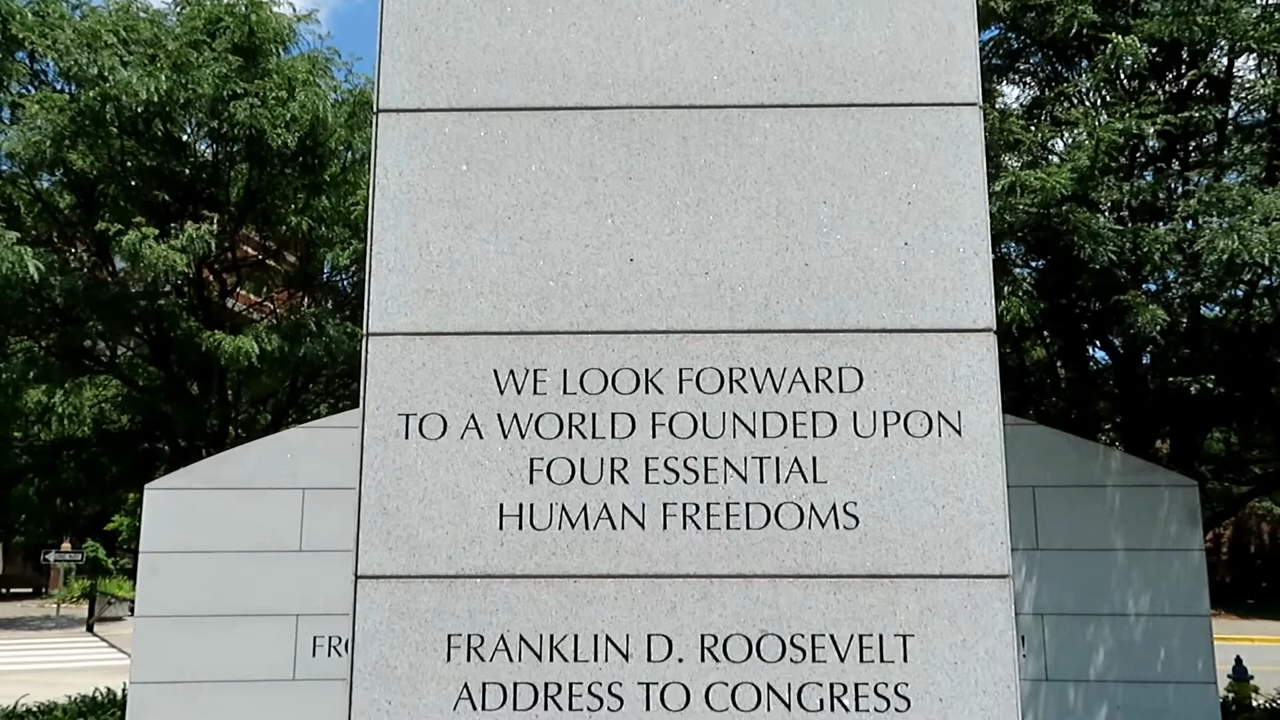 WE LOOK FORWARD
TO A WORLD FOUNDED UPON
FOUR ESSENTIAL
HUMAN FREEDOMS
FRANKLIN D. ROOSEVELT
ADDRESS TO CONGRESS